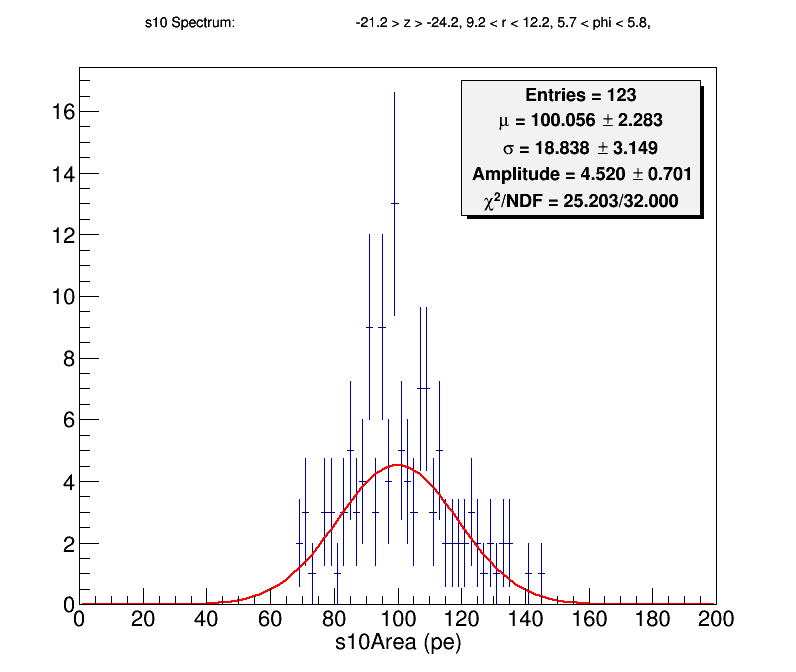 s10 Spectrum: -21.2 > z > -24.2, 9.2 < r < 12.2, 5.7 < phi < 5.8,
Entries = 123
μ = 100.056 ± 2.283
σ = 18.838 ± 3.149
Amplitude = 4.520 ± 0.701
χ²/NDF = 25.203/32.000
16
14
12
10
8
6
4
2
0
0 20 40 60 80 100 120 140 160 180 200
s10Area (pe)